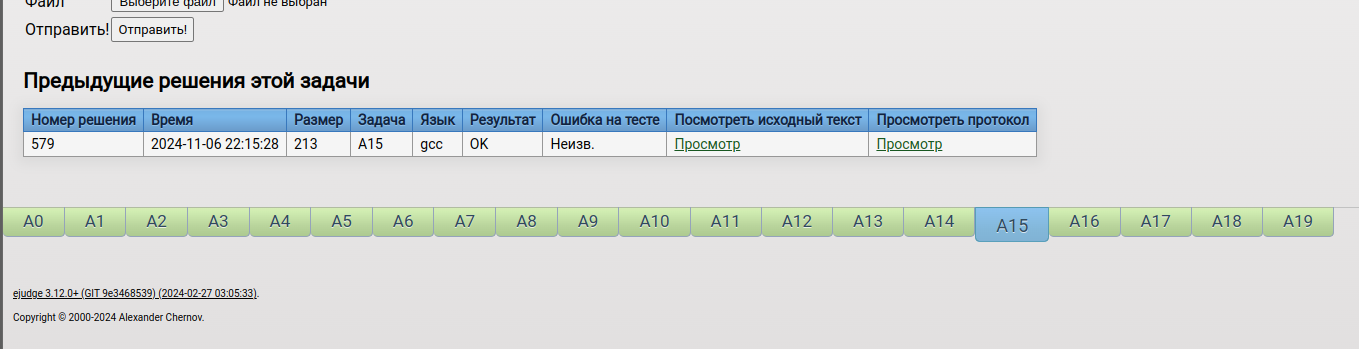 Файл Выберите файл Файл не выбран
Отправить! Отправить!
Предыдущие решения этой задачи
Номер решения Время Размер Задача Язык Результат Ошибка на тесте Посмотреть исходный текст Просмотреть протокол
579 2024-11-06 22:15:28 213 A15 gcc OK Неизв. Просмотр Просмотр
A0 A1 A2 A3 A4 A5 A6 A7 A8 A9 A10 A11 A12 A13 A14 A15 A16 A17 A18 A19
ejudge 3.12.0+ (GIT 9e3468539) (2024-02-27 03:05:33).
Copyright © 2000-2024 Alexander Chernov.